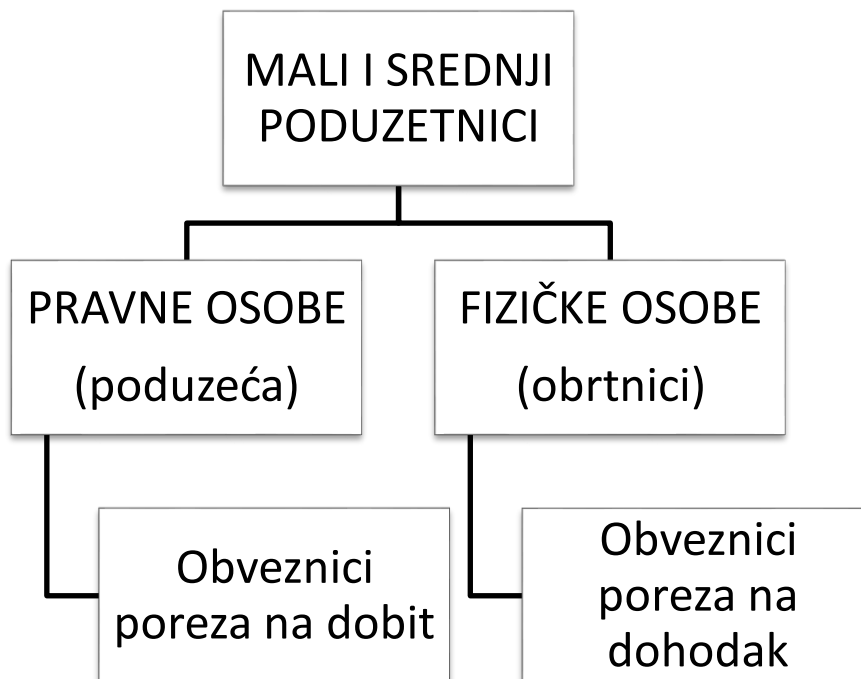 MALI I SREDNJI
PODUZETNICI
PRAVNE OSOBE
(poduzeća)
FIZIČKE OSOBE
(obrtnici)
Obveznici
poreza na dobit
Obveznici
poreza na
dohodak